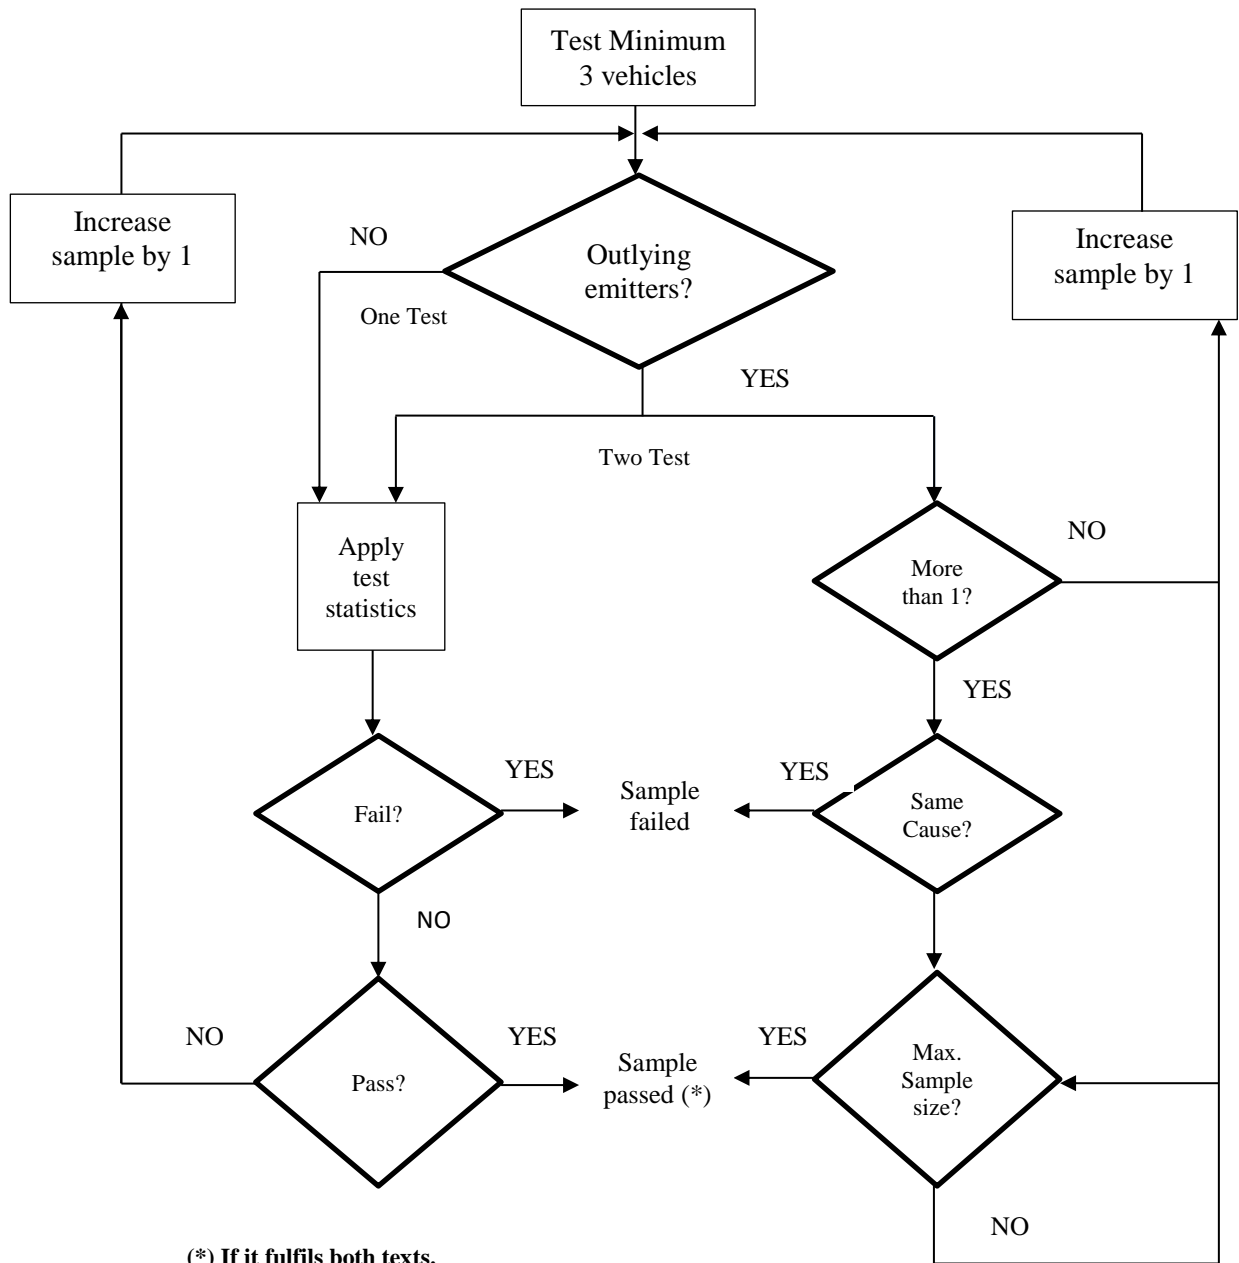 Test Minimum
3 vehicles
Increase
sample by 1
NO
Outlying
emitters?
Increase
sample by 1
One Test
YES
Two Test
Apply
test
statistics
NO
More
than 1?
YES
YES
Sample
failed
YES
Fail?
Same
Cause?
NO
NO
YES
Sample
passed (*)
YES
Pass?
Max.
Sample
size?
NO
(*) If it fulfils both texts.